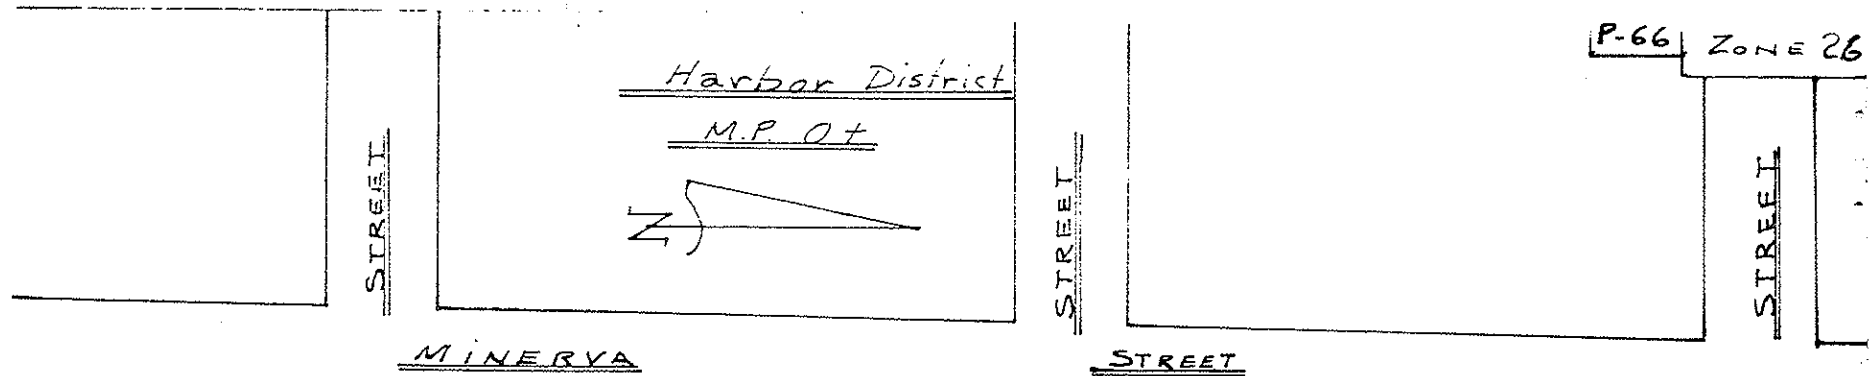 P-66 ZONE 26
Harbor District
M.P. 0+
N
STREET
STREET
STREET
MINERVA STREET